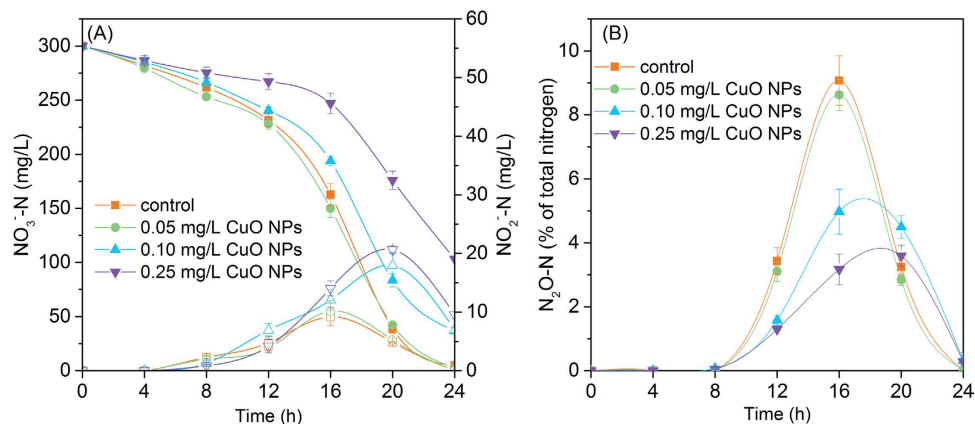 (A)
300
250
200
150
100
50
0
NO₃⁻-N (mg/L)
control
0.05 mg/L CuO NPs
0.10 mg/L CuO NPs
0.25 mg/L CuO NPs
60
50
40
30
20
10
0
NO₂⁻-N (mg/L)
0 4 8 12 16 20 24
Time (h)
(B)
10
8
6
4
2
0
N₂O-N (% of total nitrogen)
control
0.05 mg/L CuO NPs
0.10 mg/L CuO NPs
0.25 mg/L CuO NPs
0 4 8 12 16 20 24
Time (h)